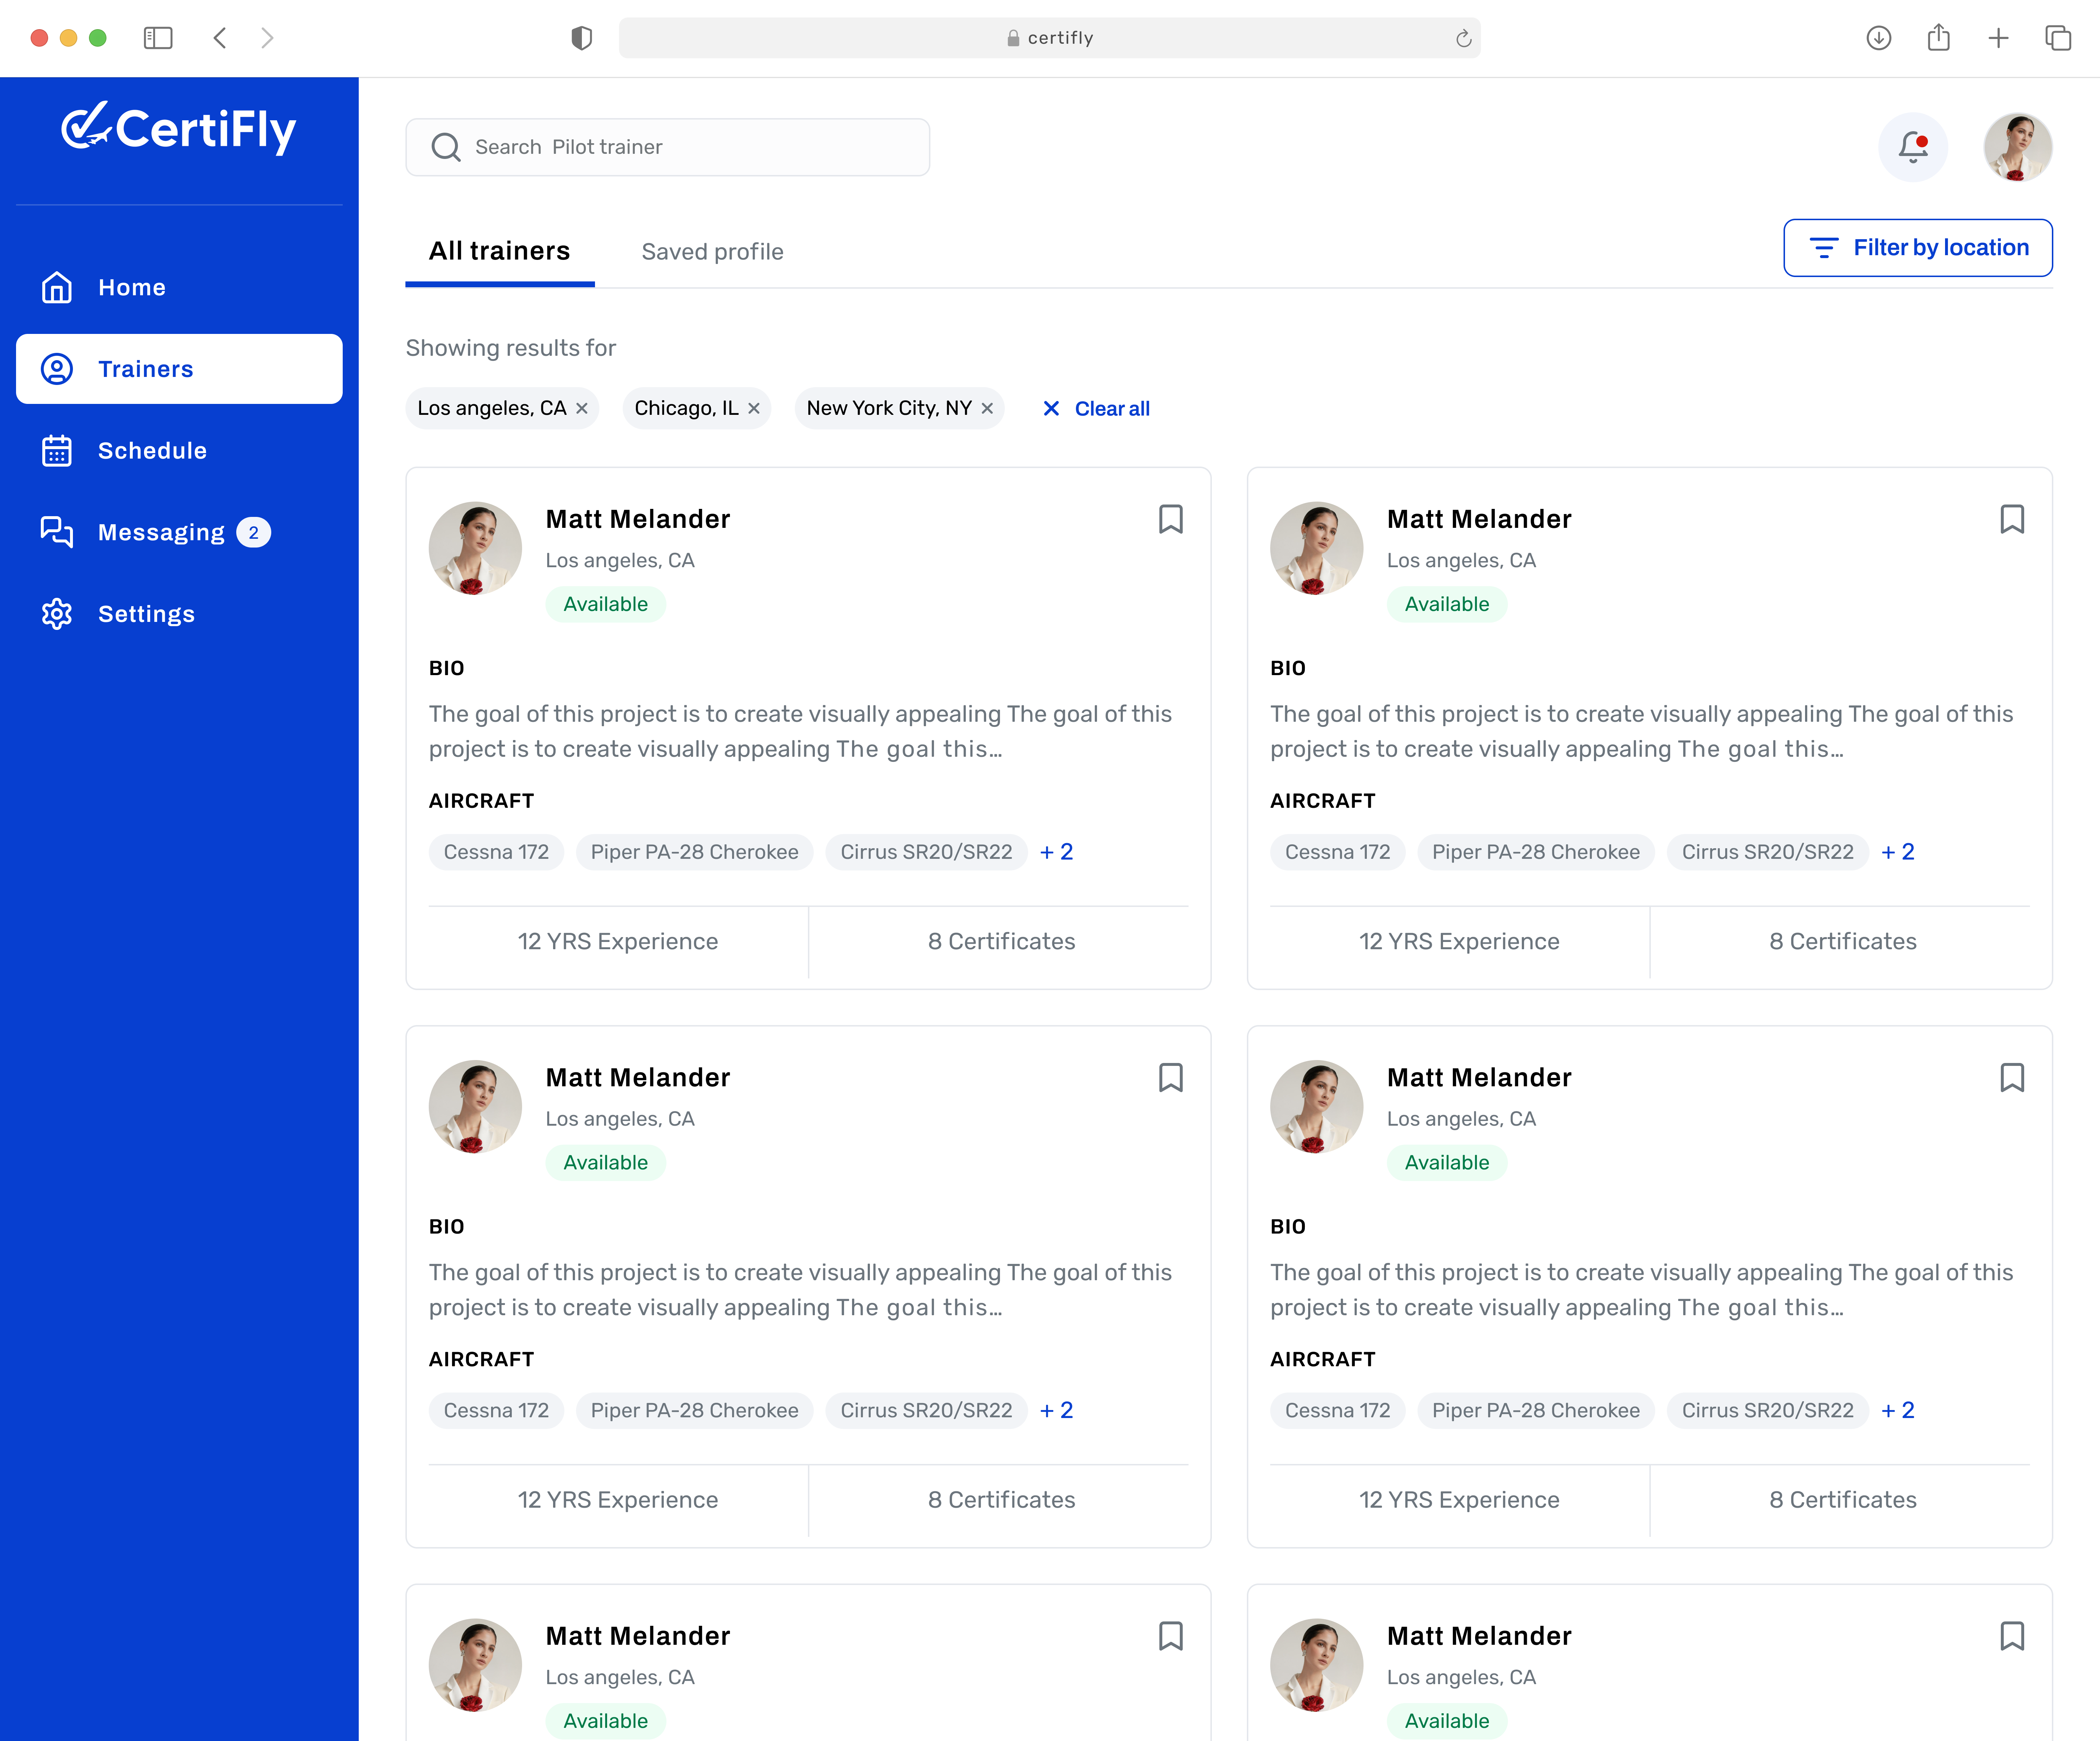 certifly
CertiFly
Search Pilot trainer
All trainers
Saved profile
Filter by location
Home
Trainers
Schedule
Messaging 2
Settings
Showing results for
Los angeles, CA
Chicago, IL
New York City, NY
Clear all
Matt Melander
Los angeles, CA
Available
BIO
The goal of this project is to create visually appealing The goal of this
project is to create visually appealing The goal this...
AIRCRAFT
Cessna 172
Piper PA-28 Cherokee
Cirrus SR20/SR22
+ 2
12 YRS Experience
8 Certificates
Matt Melander
Los angeles, CA
Available
BIO
The goal of this project is to create visually appealing The goal of this
project is to create visually appealing The goal this...
AIRCRAFT
Cessna 172
Piper PA-28 Cherokee
Cirrus SR20/SR22
+ 2
12 YRS Experience
8 Certificates
Matt Melander
Los angeles, CA
Available
BIO
The goal of this project is to create visually appealing The goal of this
project is to create visually appealing The goal this...
AIRCRAFT
Cessna 172
Piper PA-28 Cherokee
Cirrus SR20/SR22
+ 2
12 YRS Experience
8 Certificates
Matt Melander
Los angeles, CA
Available
BIO
The goal of this project is to create visually appealing The goal of this
project is to create visually appealing The goal this...
AIRCRAFT
Cessna 172
Piper PA-28 Cherokee
Cirrus SR20/SR22
+ 2
12 YRS Experience
8 Certificates
Matt Melander
Los angeles, CA
Available
Matt Melander
Los angeles, CA
Available